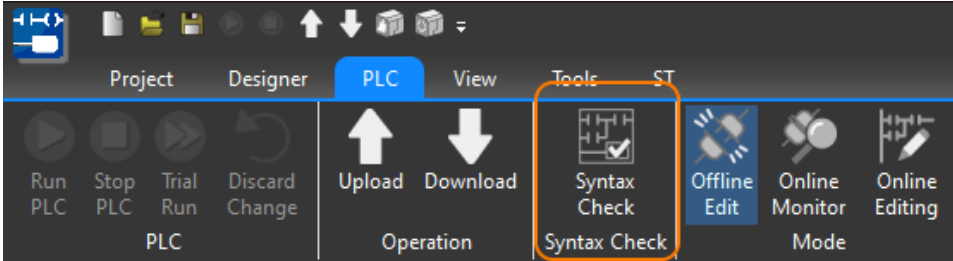 Project Designer PLC View Tools ST
Run Stop Trial Discard Upload Download Syntax Offline Online Online
PLC PLC Run Change Check Edit Monitor Editing
PLC Operation Syntax Check Mode